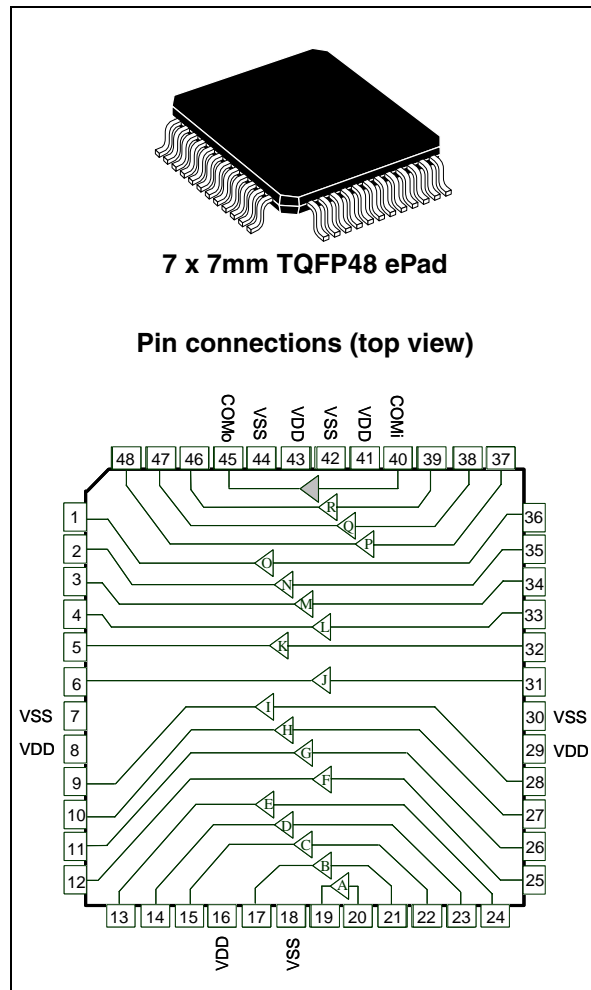 7 x 7mm TQFP48 ePad
Pin connections (top view)
COMo VSS VDD VSS VDD COMi
48 47 46 45 44 43 42 41 40 39 38 37
R
Q
P
1 O 36
2 N 35
3 M 34
4 L 33
5 K 32
6 J 31
VSS 7 I 30 VSS
VDD 8 H 29 VDD
9 G 28
10 F 27
11 E 26
12 D 25
C
B
A
13 14 15 16 17 18 19 20 21 22 23 24
VDD VSS